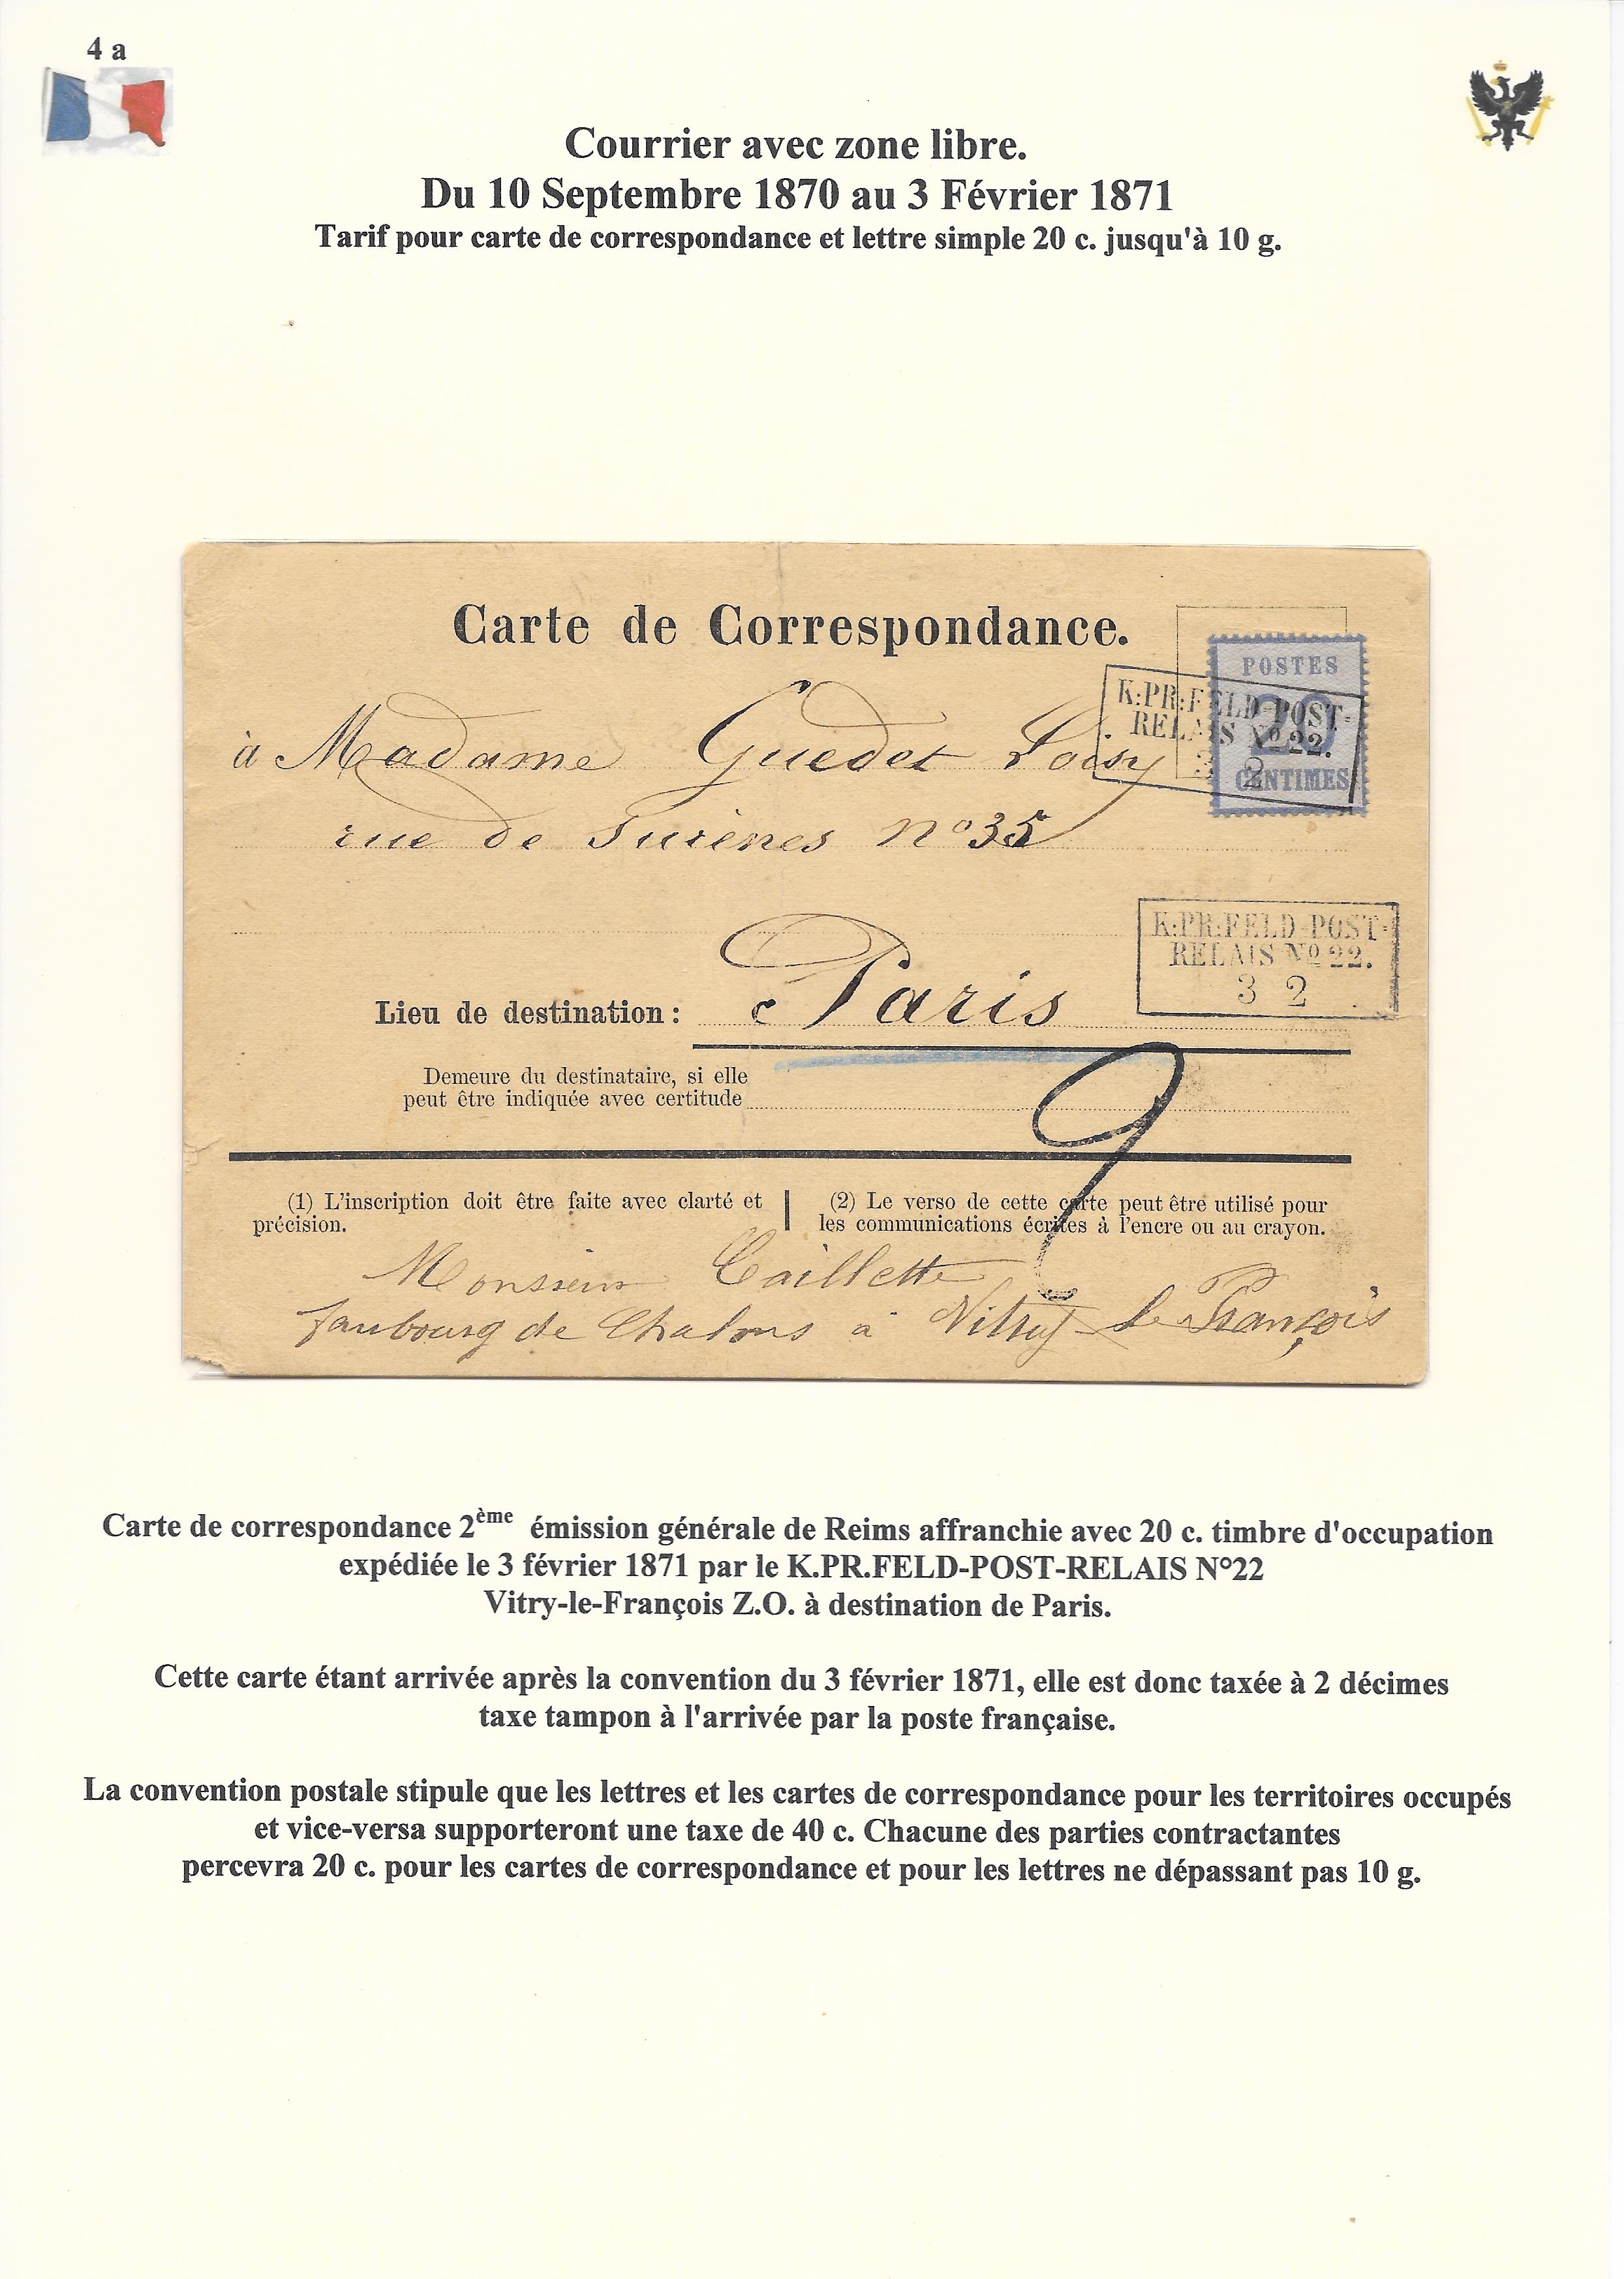 4 a
Courrier avec zone libre.
Du 10 Septembre 1870 au 3 Février 1871
Tarif pour carte de correspondance et lettre simple 20 c. jusqu'à 10 g.
Carte de Correspondance.
POSTES
20
CENTIMES
K:PR:FELD-POST-
RELAIS No 22.
3 2
à Madame Guedet Loisy
rue de Turènes no 35
K:PR:FELD-POST-
RELAIS No 22.
3 2
Lieu de destination: Paris
Demeure du destinataire, si elle
peut être indiquée avec certitude
2
(1) L'inscription doit être faite avec clarté et
précision.
(2) Le verso de cette carte peut être utilisé pour
les communications écrites à l'encre ou au crayon.
Monsieur Caillette
faubourg de Chalons à Vitry-le-François
Carte de correspondance 2ème émission générale de Reims affranchie avec 20 c. timbre d'occupation
expédiée le 3 février 1871 par le K.PR.FELD-POST-RELAIS N°22
Vitry-le-François Z.O. à destination de Paris.
Cette carte étant arrivée après la convention du 3 février 1871, elle est donc taxée à 2 décimes
taxe tampon à l'arrivée par la poste française.
La convention postale stipule que les lettres et les cartes de correspondance pour les territoires occupés
et vice-versa supporteront une taxe de 40 c. Chacune des parties contractantes
percevra 20 c. pour les cartes de correspondance et pour les lettres ne dépassant pas 10 g.